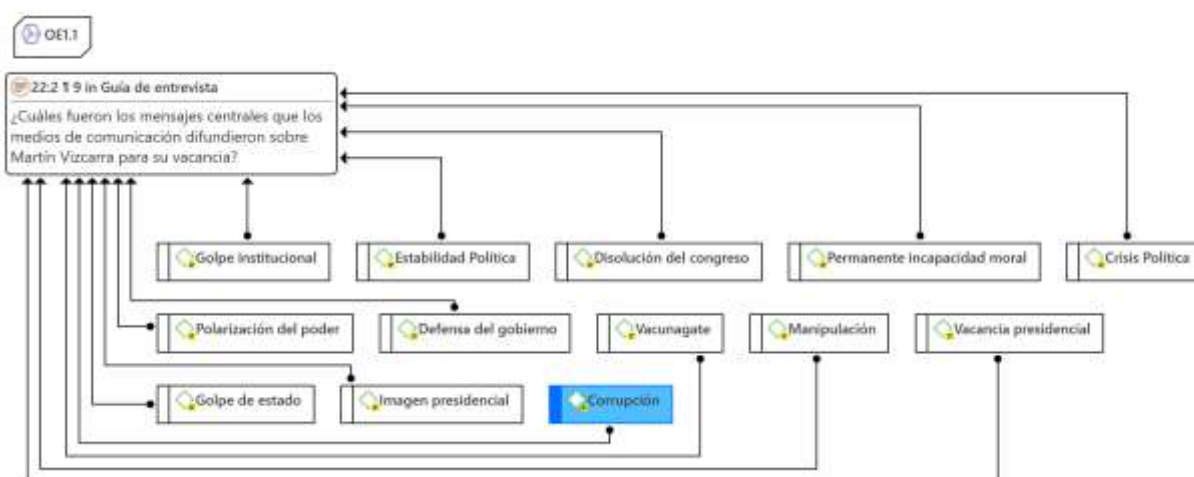 OE1.1
22:2 ¶ 9 in Guía de entrevista
¿Cuáles fueron los mensajes centrales que los
medios de comunicación difundieron sobre
Martín Vizcarra para su vacancia?
Golpe institucional
Estabilidad Política
Disolución del congreso
Permanente incapacidad moral
Crisis Política
Polarización del poder
Defensa del gobierno
Vacunagate
Manipulación
Vacancia presidencial
Golpe de estado
Imagen presidencial
Corrupción